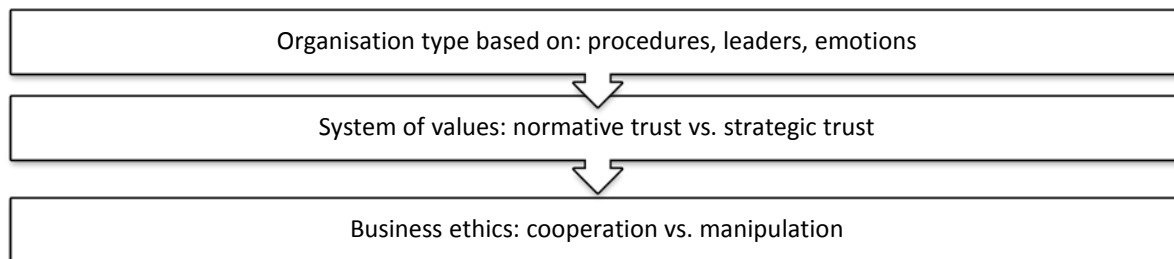 Organisation type based on: procedures, leaders, emotions
System of values: normative trust vs. strategic trust
Business ethics: cooperation vs. manipulation